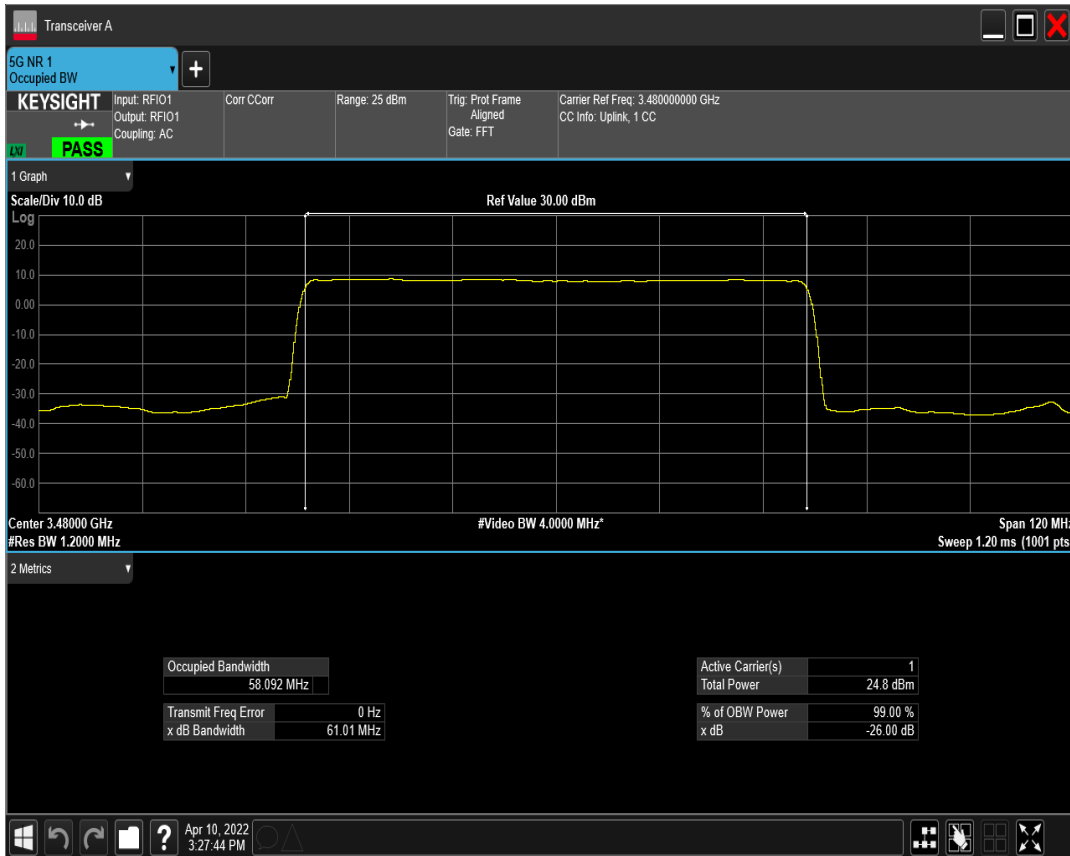 Transceiver A
5G NR 1
Occupied BW
KEYSIGHT
LXI
PASS
Input: RFIO1
Output: RFIO1
Coupling: AC
Corr CCorr
Range: 25 dBm
Trig: Prot Frame
Aligned
Gate: FFT
Carrier Ref Freq: 3.480000000 GHz
CC Info: Uplink, 1 CC
1 Graph
Scale/Div 10.0 dB
Ref Value 30.00 dBm
Log
20.0
10.0
0.00
-10.0
-20.0
-30.0
-40.0
-50.0
-60.0
Center 3.48000 GHz
#Video BW 4.0000 MHz*
Span 120 MHz
#Res BW 1.2000 MHz
Sweep 1.20 ms (1001 pts
2 Metrics
Occupied Bandwidth
58.092 MHz
Transmit Freq Error 0 Hz
x dB Bandwidth 61.01 MHz
Active Carrier(s) 1
Total Power 24.8 dBm
% of OBW Power 99.00 %
x dB -26.00 dB
?
Apr 10, 2022
3:27:44 PM